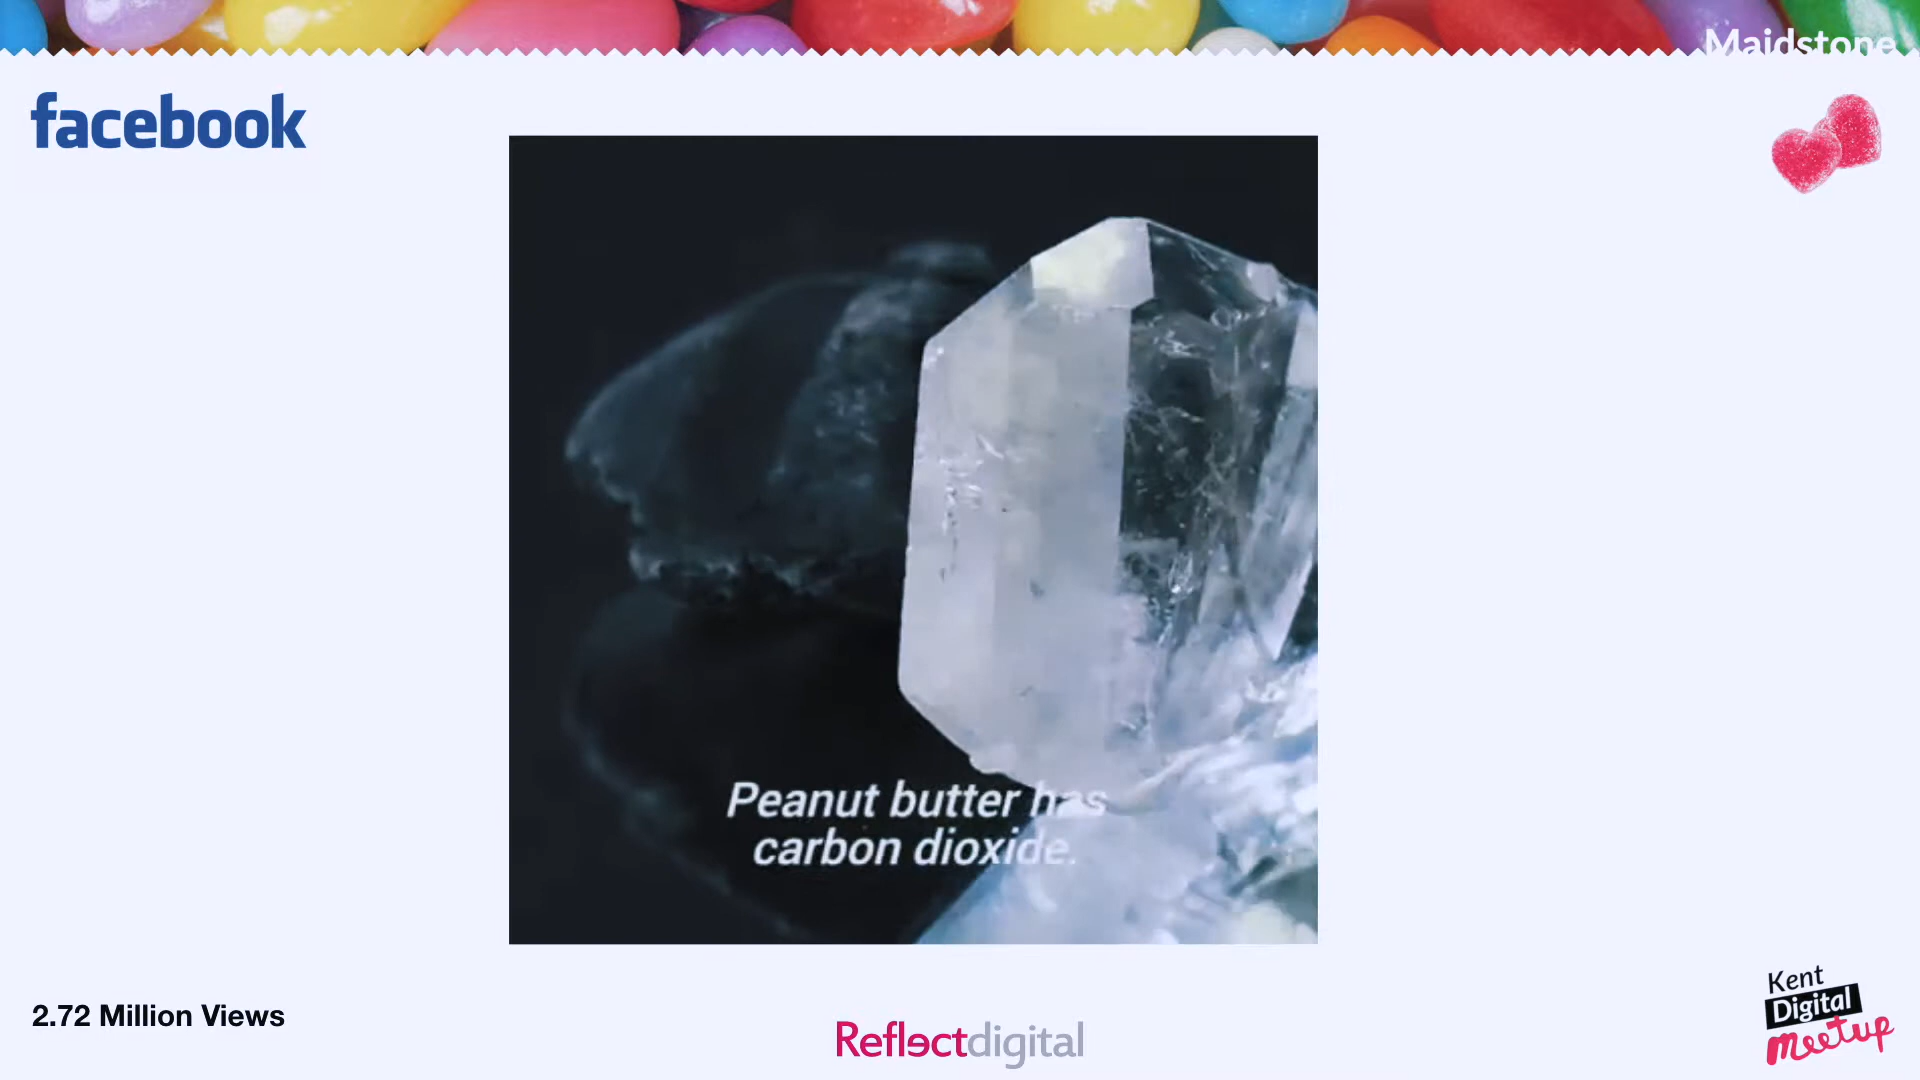 Maidstone
facebook
Peanut butter has
carbon dioxide.
2.72 Million Views
Reflectdigital
Kent
Digital
meetup